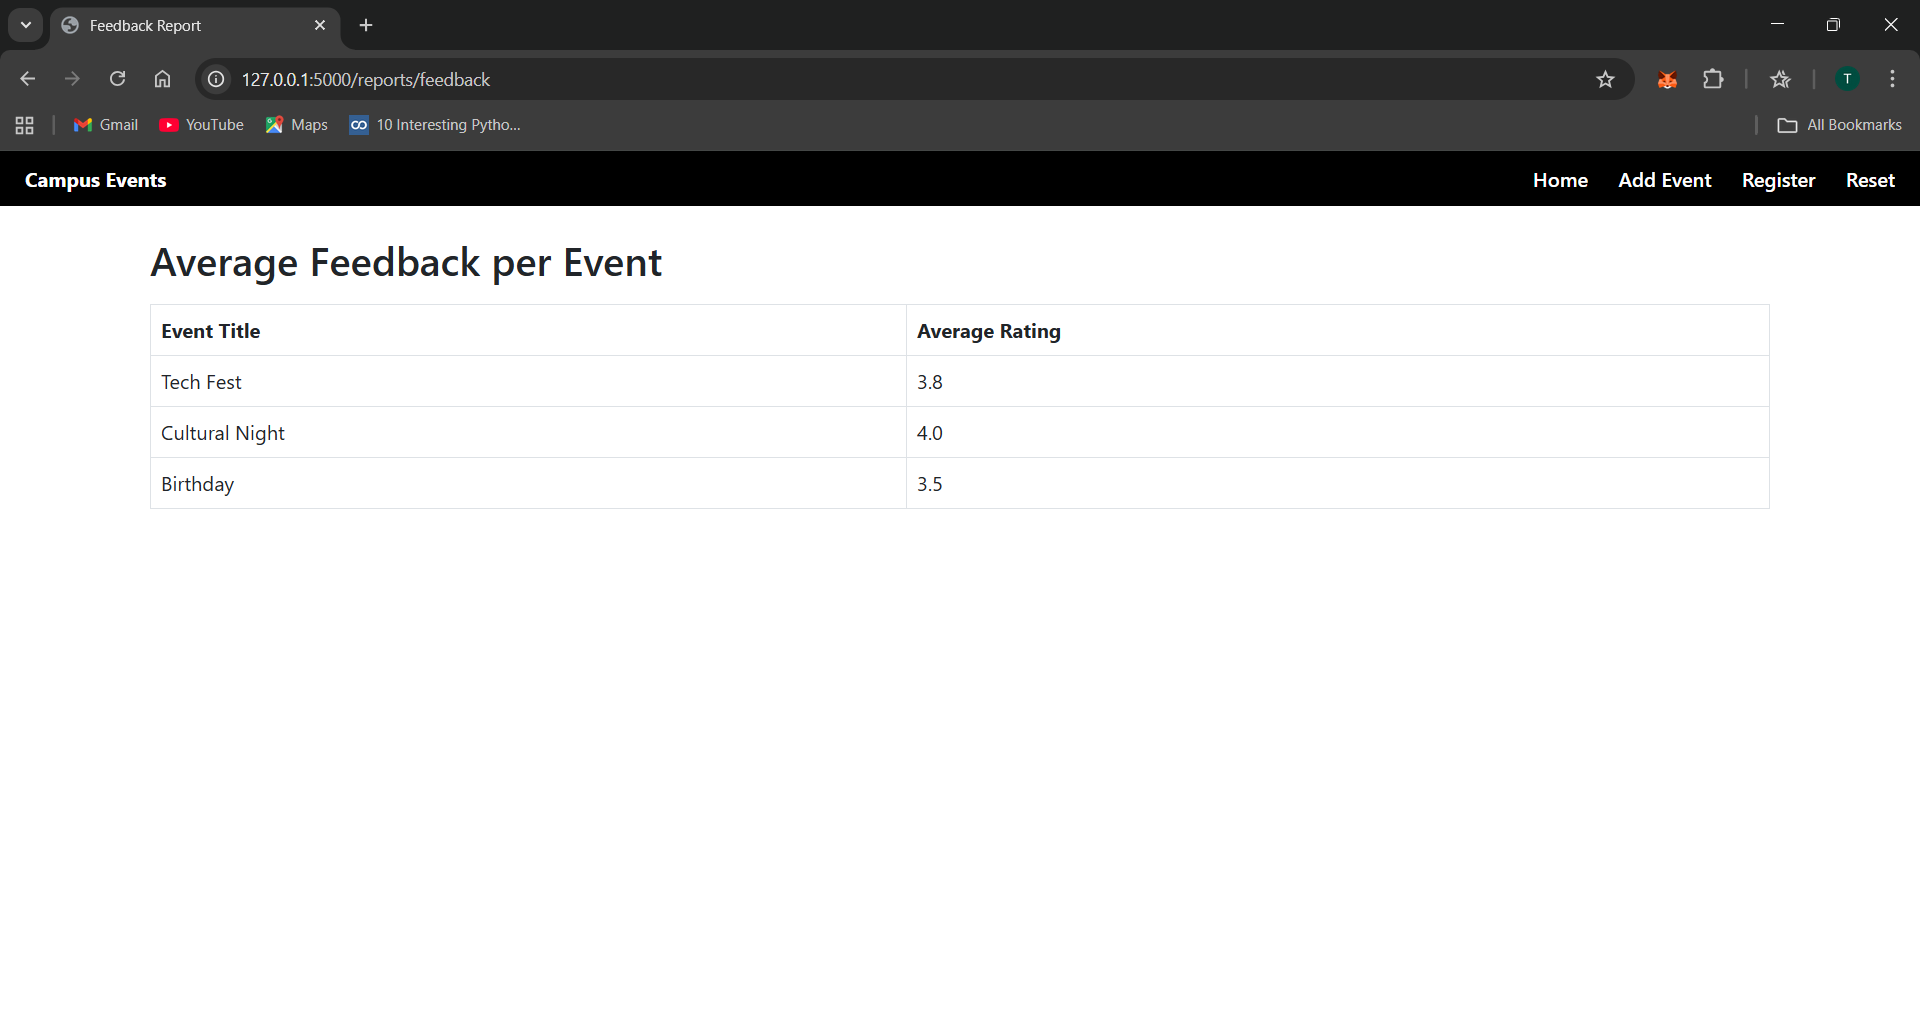 Feedback Report
127.0.0.1:5000/reports/feedback
T
Gmail YouTube Maps 10 Interesting Pytho... All Bookmarks
Campus Events Home Add Event Register Reset
Average Feedback per Event
Event Title Average Rating
Tech Fest 3.8
Cultural Night 4.0
Birthday 3.5